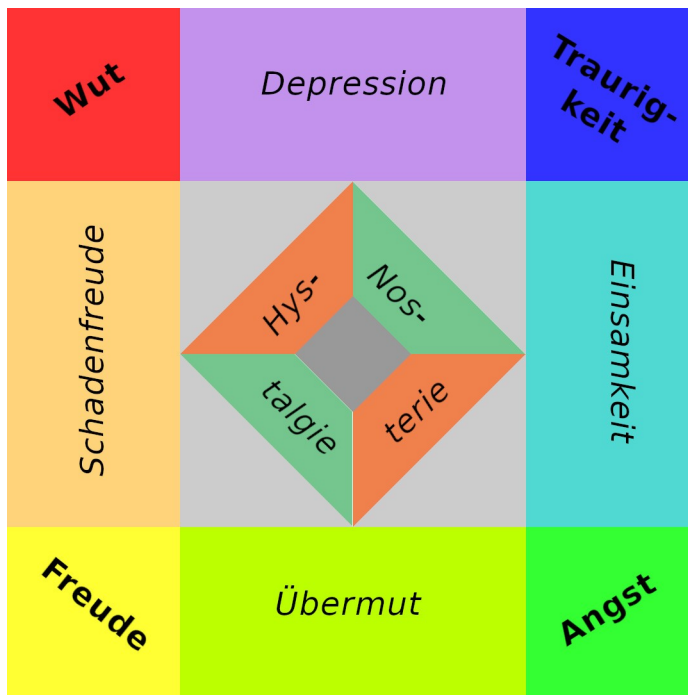 Wut
Depression
Traurig-
keit
Schadenfreude
Hys-
Nos-
Einsamkeit
talgie
terie
Freude
Übermut
Angst